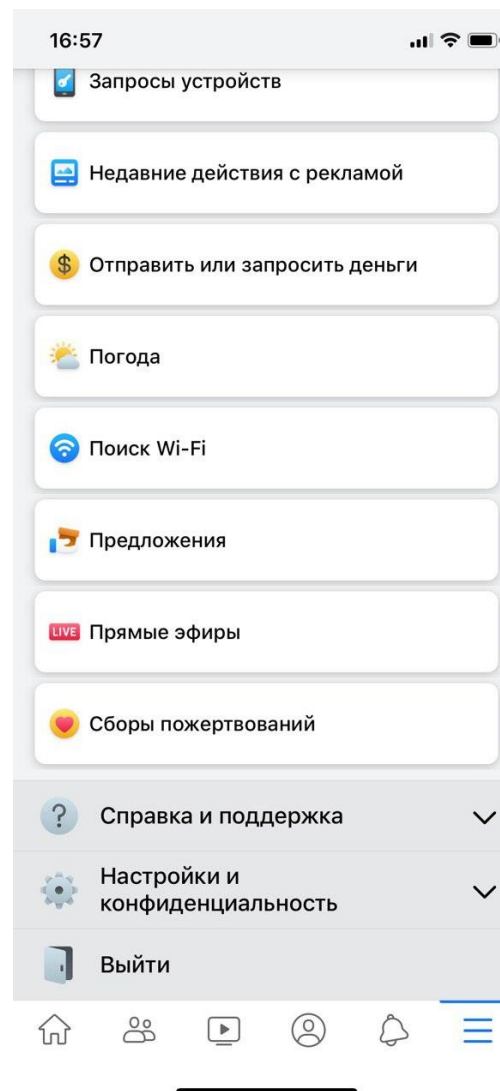 16:57
Запросы устройств
Недавние действия с рекламой
$
Отправить или запросить деньги
Погода
Поиск Wi-Fi
Предложения
LIVE Прямые эфиры
Сборы пожертвований
? Справка и поддержка
Настройки и
конфиденциальность
Выйти